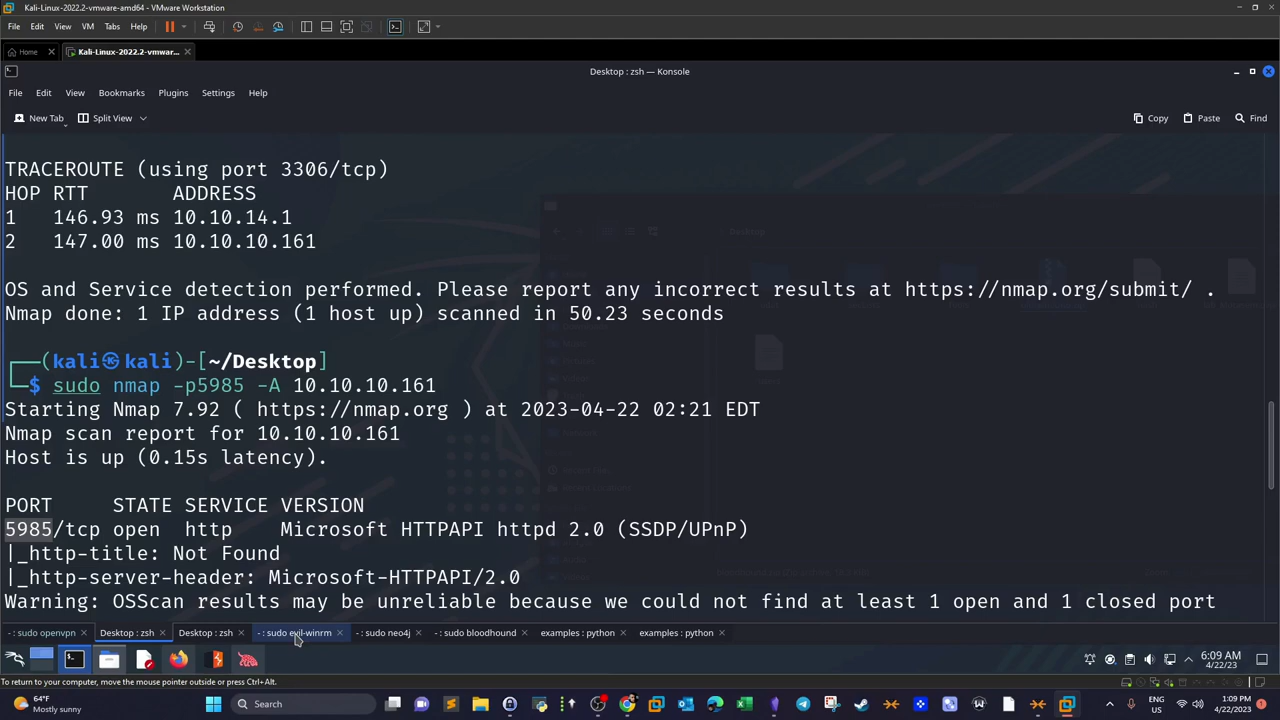 Kali-Linux-2022.2-vmware-amd64 - VMware Workstation
File Edit View VM Tabs Help
Home Kali-Linux-2022.2-vmwar...
Desktop : zsh — Konsole
File Edit View Bookmarks Plugins Settings Help
New Tab Split View Copy Paste Find
TRACEROUTE (using port 3306/tcp)
HOP RTT ADDRESS
1 146.93 ms 10.10.14.1
2 147.00 ms 10.10.10.161
OS and Service detection performed. Please report any incorrect results at https://nmap.org/submit/ .
Nmap done: 1 IP address (1 host up) scanned in 50.23 seconds
┌──(kali㉿kali)-[~/Desktop]
└─$ sudo nmap -p5985 -A 10.10.10.161
Starting Nmap 7.92 ( https://nmap.org ) at 2023-04-22 02:21 EDT
Nmap scan report for 10.10.10.161
Host is up (0.15s latency).
PORT STATE SERVICE VERSION
5985/tcp open http Microsoft HTTPAPI httpd 2.0 (SSDP/UPnP)
|_http-title: Not Found
|_http-server-header: Microsoft-HTTPAPI/2.0
Warning: OSScan results may be unreliable because we could not find at least 1 open and 1 closed port
- : sudo openvpn Desktop : zsh Desktop : zsh - : sudo evil-winrm - : sudo neo4j - : sudo bloodhound examples : python examples : python
6:09 AM
4/22/23
To return to your computer, move the mouse pointer outside or press Ctrl+Alt.
64°F
Mostly sunny
Search
ENG
US
1:09 PM
4/22/2023